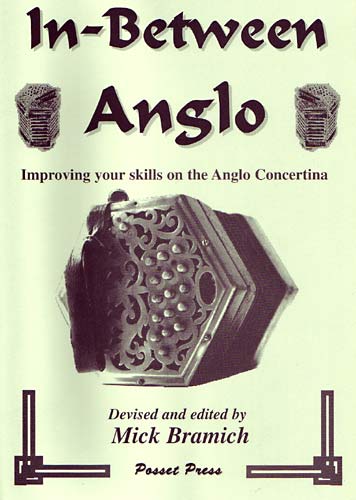 In-Between
Anglo
Improving your skills on the Anglo Concertina
Devised and edited by
Mick Bramich
Posset Press